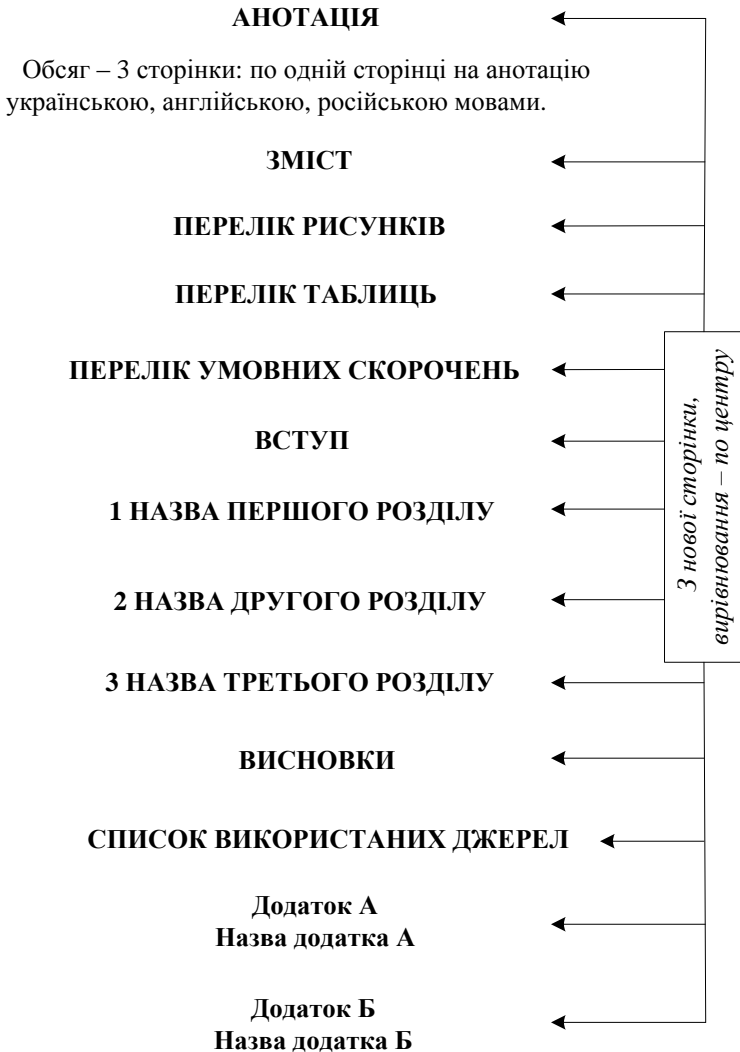 АНОТАЦІЯ
Обсяг – 3 сторінки: по одній сторінці на анотацію
українською, англійською, російською мовами.
ЗМІСТ
ПЕРЕЛІК РИСУНКІВ
ПЕРЕЛІК ТАБЛИЦЬ
ПЕРЕЛІК УМОВНИХ СКОРОЧЕНЬ
ВСТУП
1 НАЗВА ПЕРШОГО РОЗДІЛУ
2 НАЗВА ДРУГОГО РОЗДІЛУ
3 НАЗВА ТРЕТЬОГО РОЗДІЛУ
ВИСНОВКИ
СПИСОК ВИКОРИСТАНИХ ДЖЕРЕЛ
Додаток А
Назва додатка А
Додаток Б
Назва додатка Б
З нової сторінки,
вирівнювання – по центру